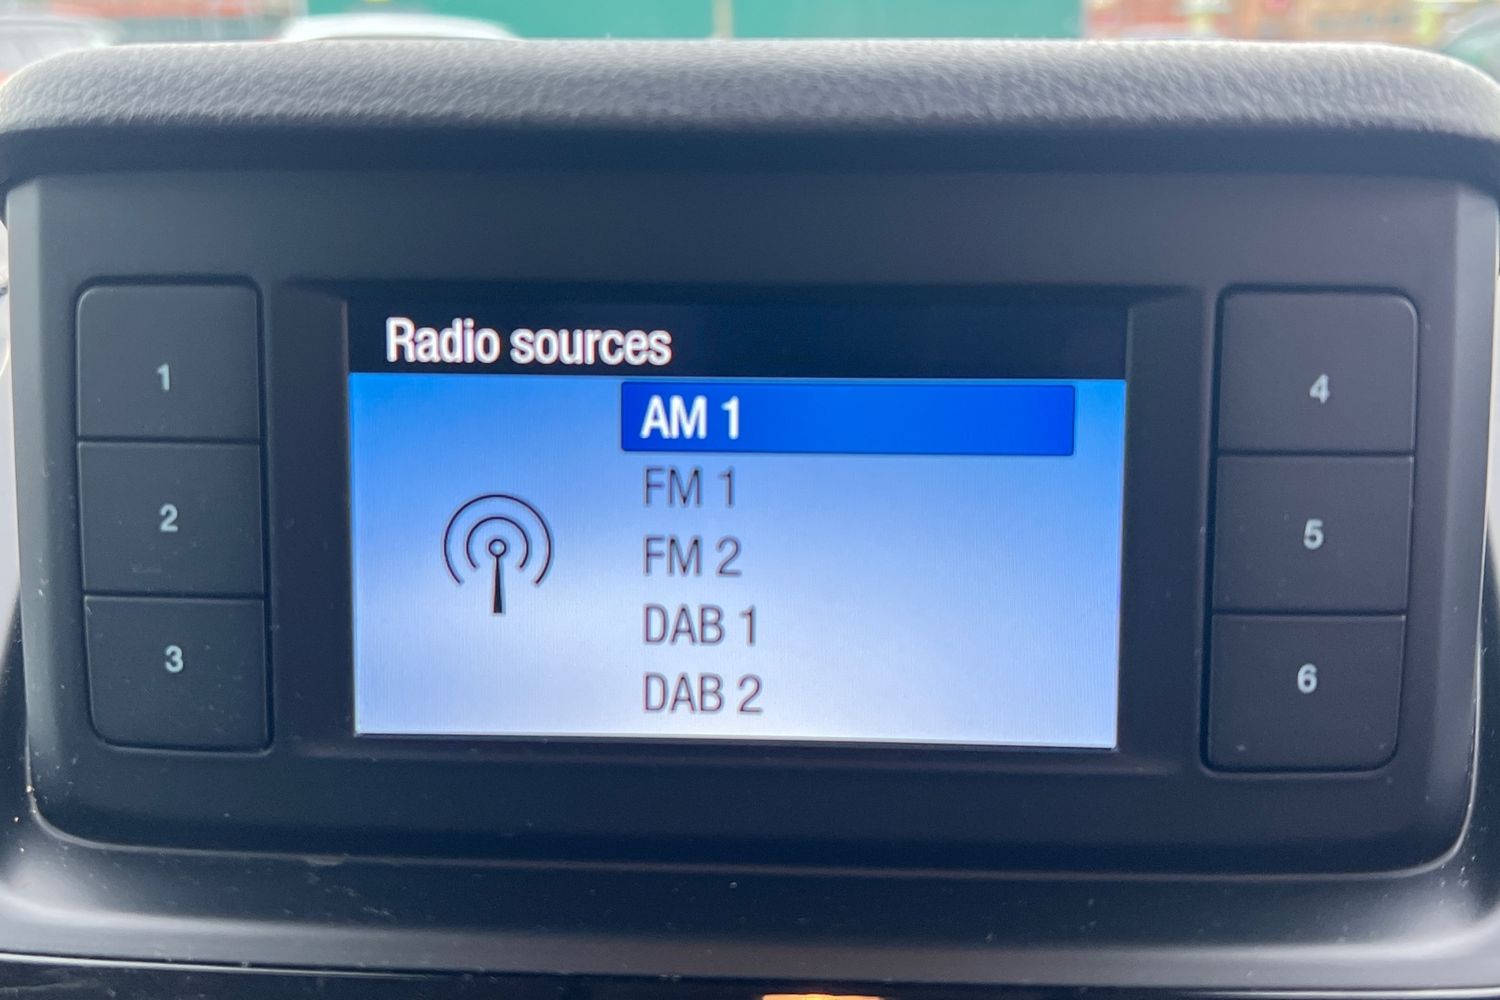 Radio sources
AM 1
FM 1
FM 2
DAB 1
DAB 2
1
2
3
4
5
6